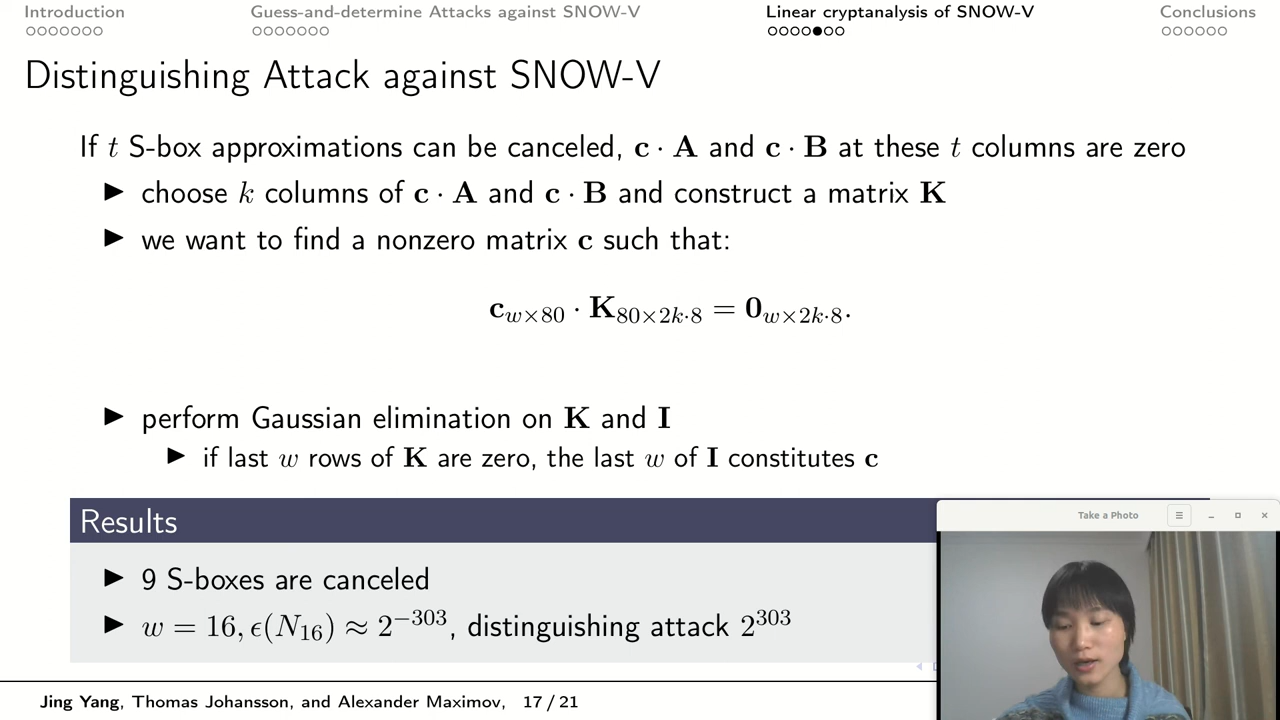 Introduction Guess-and-determine Attacks against SNOW-V Linear cryptanalysis of SNOW-V Conclusions
Distinguishing Attack against SNOW-V
If t S-box approximations can be canceled, c · A and c · B at these t columns are zero
▶ choose k columns of c · A and c · B and construct a matrix K
▶ we want to find a nonzero matrix c such that:
c_{w×80} · K_{80×2k·8} = 0_{w×2k·8}.
▶ perform Gaussian elimination on K and I
▶ if last w rows of K are zero, the last w of I constitutes c
Results
▶ 9 S-boxes are canceled
▶ w = 16, ϵ(N_{16}) ≈ 2^{−303}, distinguishing attack 2^{303}
Take a Photo
Jing Yang, Thomas Johansson, and Alexander Maximov, 17 / 21